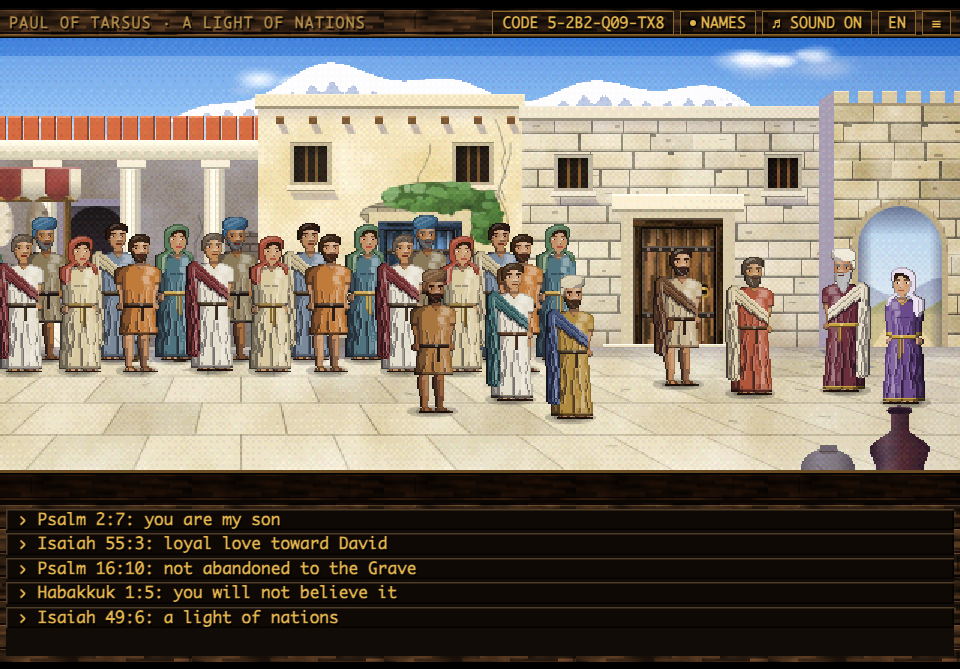 PAUL OF TARSUS · A LIGHT OF NATIONS
CODE 5-2B2-Q09-TX8
• NAMES
♬ SOUND ON
EN
≡
› Psalm 2:7: you are my son
› Isaiah 55:3: loyal love toward David
› Psalm 16:10: not abandoned to the Grave
› Habakkuk 1:5: you will not believe it
› Isaiah 49:6: a light of nations